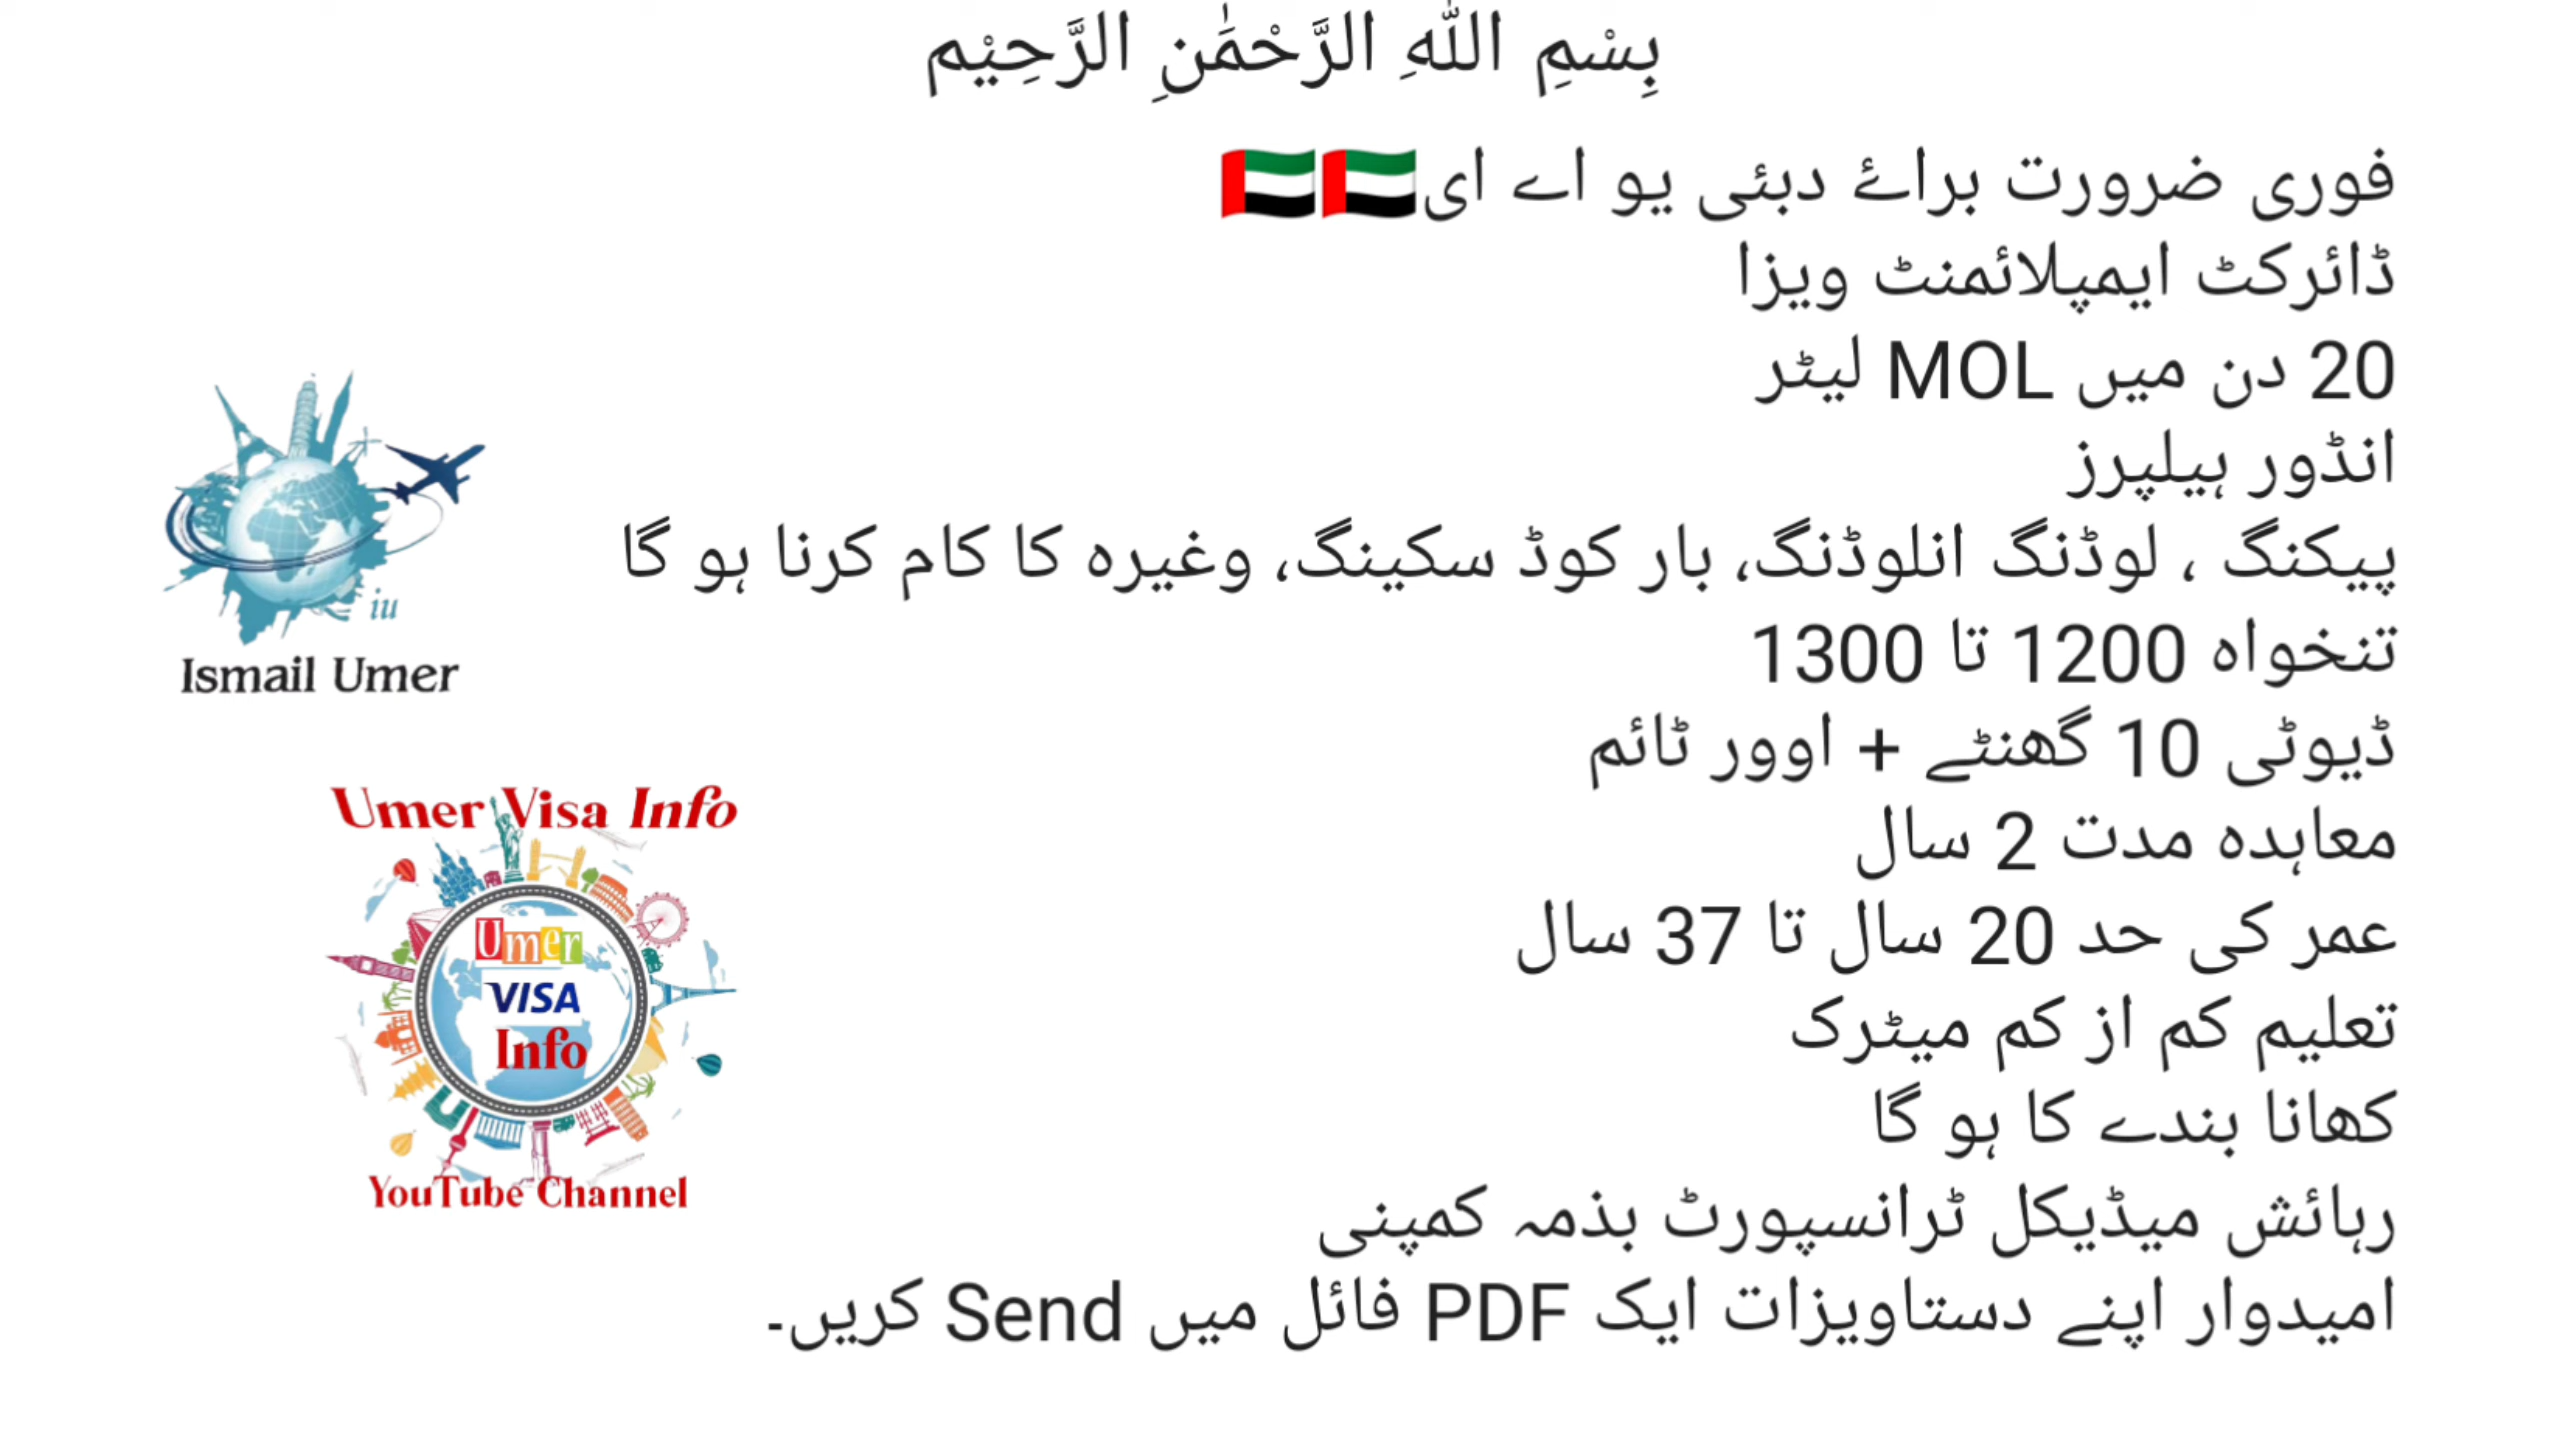 بِسْمِ اللّٰهِ الرَّحْمٰنِ الرَّحِيْم
فوری ضرورت برائے دبئی یو اے ای🇦🇪🇦🇪
ڈائرکٹ ایمپلائمنٹ ویزا
20 دن میں MOL لیٹر
انڈور ہیلپرز
پیکنگ ، لوڈنگ انلوڈنگ، بار کوڈ سکینگ، وغیرہ کا کام کرنا ہو گا
تنخواہ 1200 تا 1300
ڈیوٹی 10 گھنٹے + اوور ٹائم
معاہدہ مدت 2 سال
عمر کی حد 20 سال تا 37 سال
تعلیم کم از کم میٹرک
کھانا بندے کا ہو گا
رہائش میڈیکل ٹرانسپورٹ بذمہ کمپنی
امیدوار اپنے دستاویزات ایک PDF فائل میں Send کریں۔
iu
Ismail Umer
Umer Visa Info
Umer
VISA
Info
YouTube Channel